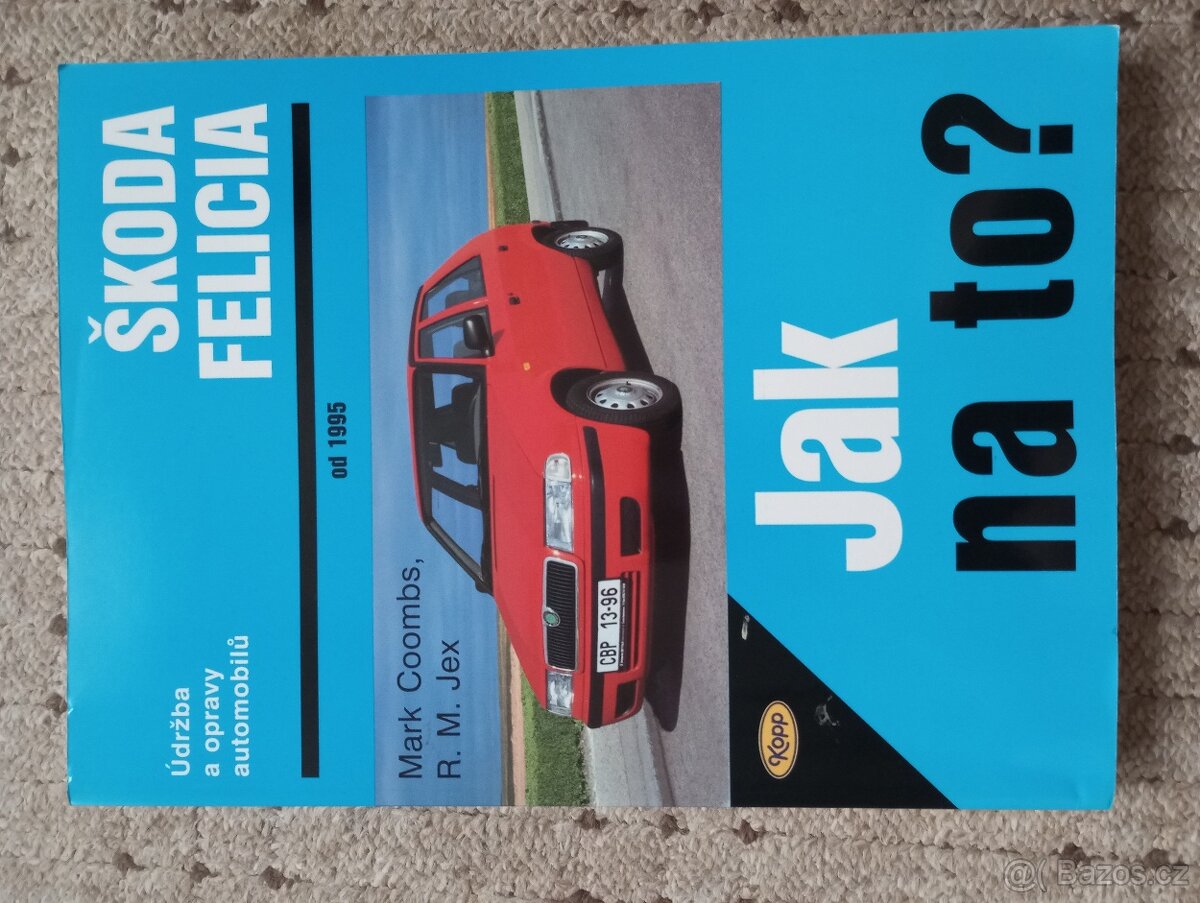 Údržba
a opravy
automobilů
ŠKODA
FELICIA
od 1995
Mark Coombs,
R. M. Jex
CBP 13-96
Kopp
Jak
na to?
@( Bazos.cz